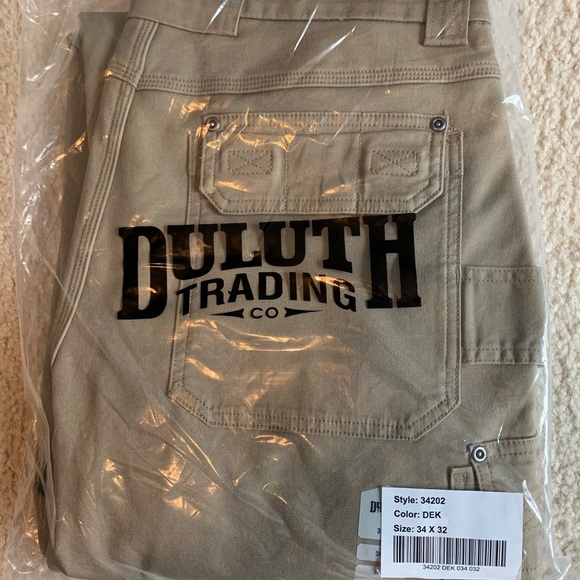 DULUTH
TRADING
CO
Style: 34202
Color: DEK
Size: 34 X 32
34202 DEK 034 032